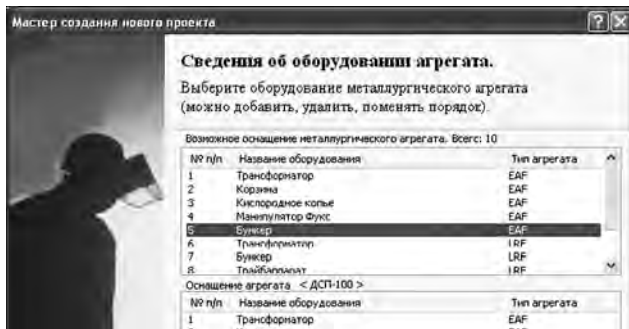 Мастер создания нового проекта
Сведения об оборудовании агрегата.
Выберите оборудование металлургического агрегата
(можно добавить, удалить, поменять порядок).
Возможное оснащение металлургического агрегата. Всего: 10
№ п/п Название оборудования Тип агрегата
1 Трансформатор EAF
2 Корзина EAF
3 Кислородное копье EAF
4 Манипулятор Фукс EAF
5 Бункер EAF
6 Трансформатор LRF
7 Бункер LRF
8 Трайбаппарат LRF
Оснащение агрегата < ДСП-100 >
№ п/п Название оборудования Тип агрегата
1 Трансформатор EAF